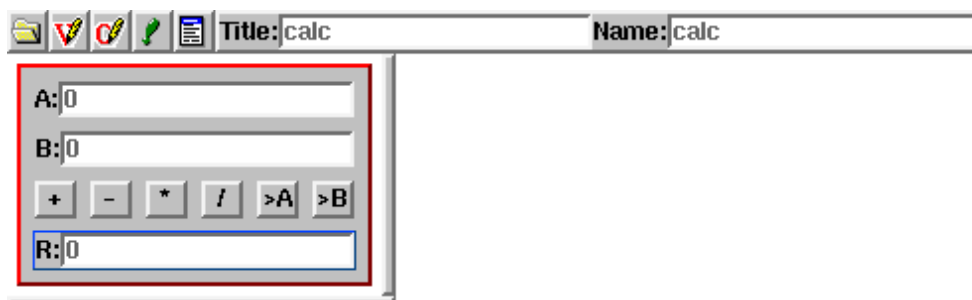 Title: calc Name: calc
A: 0
B: 0
+ - * / >A >B
R: 0